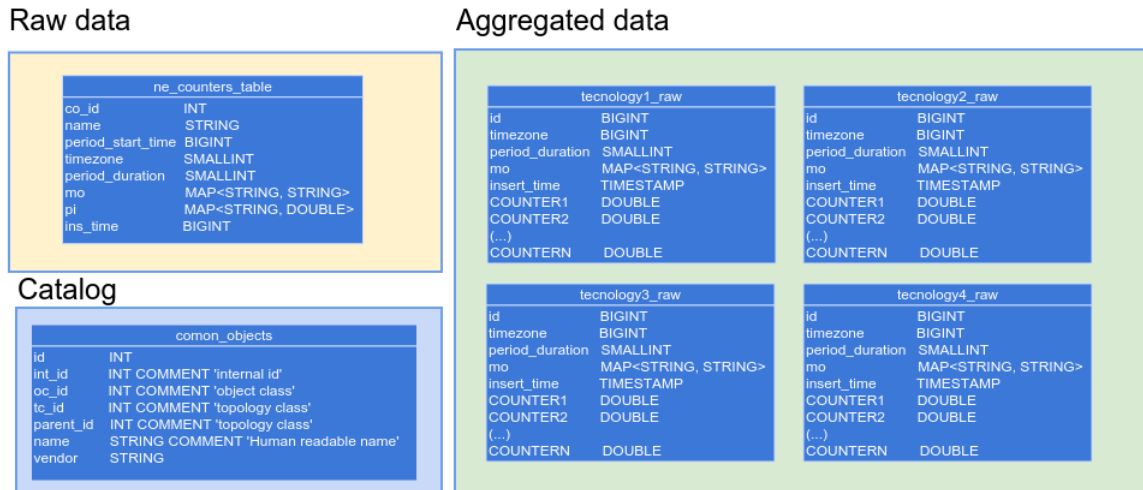 Raw data
ne_counters_table
co_id INT
name STRING
period_start_time BIGINT
timezone SMALLINT
period_duration SMALLINT
mo MAP<STRING, STRING>
pi MAP<STRING, DOUBLE>
ins_time BIGINT
Catalog
comon_objects
id INT
int_id INT COMMENT 'internal id'
oc_id INT COMMENT 'object class'
tc_id INT COMMENT 'topology class'
parent_id INT COMMENT 'topology class'
name STRING COMMENT 'Human readable name'
vendor STRING
Aggregated data
tecnology1_raw
id BIGINT
timezone BIGINT
period_duration SMALLINT
mo MAP<STRING, STRING>
insert_time TIMESTAMP
COUNTER1 DOUBLE
COUNTER2 DOUBLE
(...)
COUNTERN DOUBLE
tecnology2_raw
id BIGINT
timezone BIGINT
period_duration SMALLINT
mo MAP<STRING, STRING>
insert_time TIMESTAMP
COUNTER1 DOUBLE
COUNTER2 DOUBLE
(...)
COUNTERN DOUBLE
tecnology3_raw
id BIGINT
timezone BIGINT
period_duration SMALLINT
mo MAP<STRING, STRING>
insert_time TIMESTAMP
COUNTER1 DOUBLE
COUNTER2 DOUBLE
(...)
COUNTERN DOUBLE
tecnology4_raw
id BIGINT
timezone BIGINT
period_duration SMALLINT
mo MAP<STRING, STRING>
insert_time TIMESTAMP
COUNTER1 DOUBLE
COUNTER2 DOUBLE
(...)
COUNTERN DOUBLE